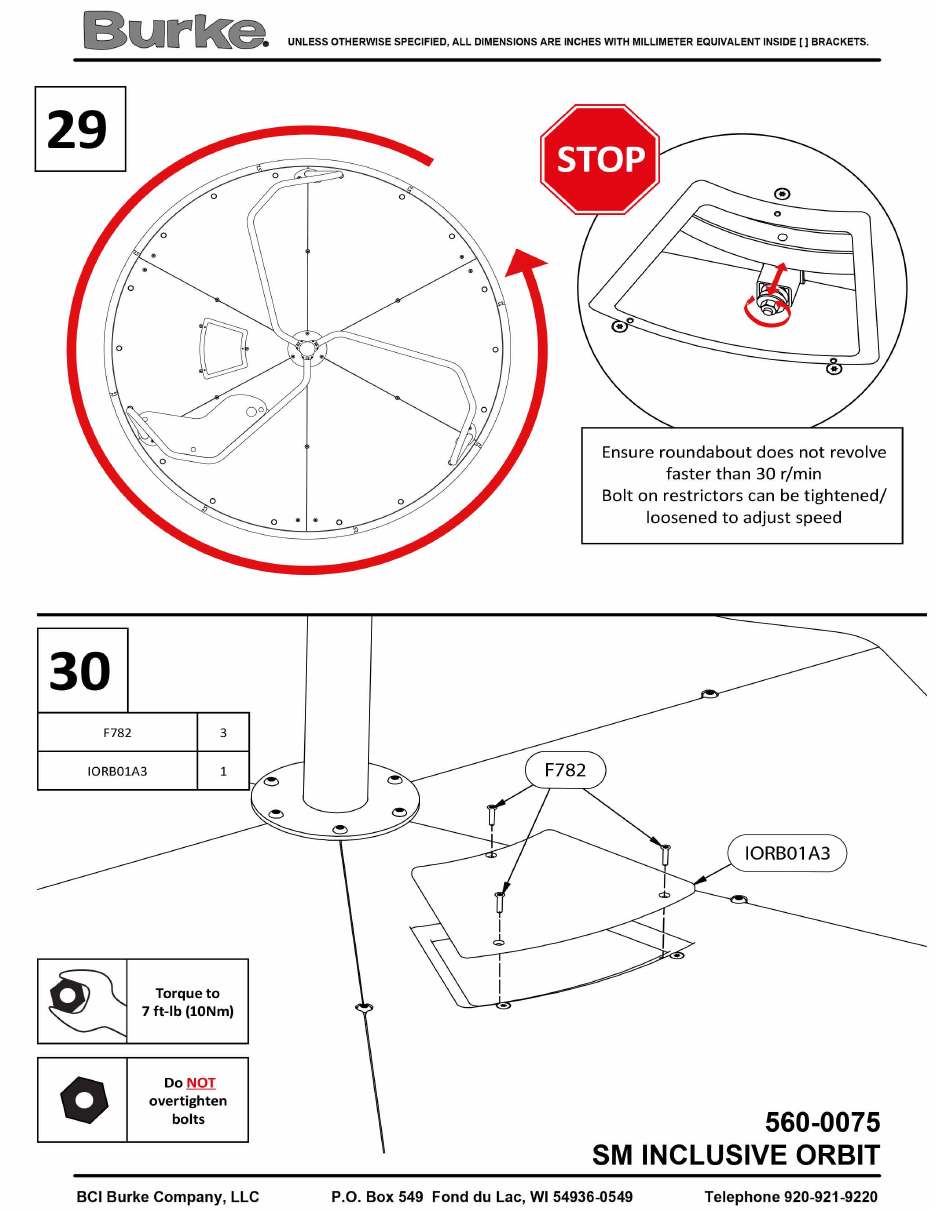 Burke.
UNLESS OTHERWISE SPECIFIED, ALL DIMENSIONS ARE INCHES WITH MILLIMETER EQUIVALENT INSIDE [ ] BRACKETS.
29
STOP
Ensure roundabout does not revolve
faster than 30 r/min
Bolt on restrictors can be tightened/
loosened to adjust speed
30
F782 3
IORB01A3 1
F782
IORB01A3
Torque to
7 ft-lb (10Nm)
Do NOT
overtighten
bolts
560-0075
SM INCLUSIVE ORBIT
BCI Burke Company, LLC P.O. Box 549 Fond du Lac, WI 54936-0549 Telephone 920-921-9220